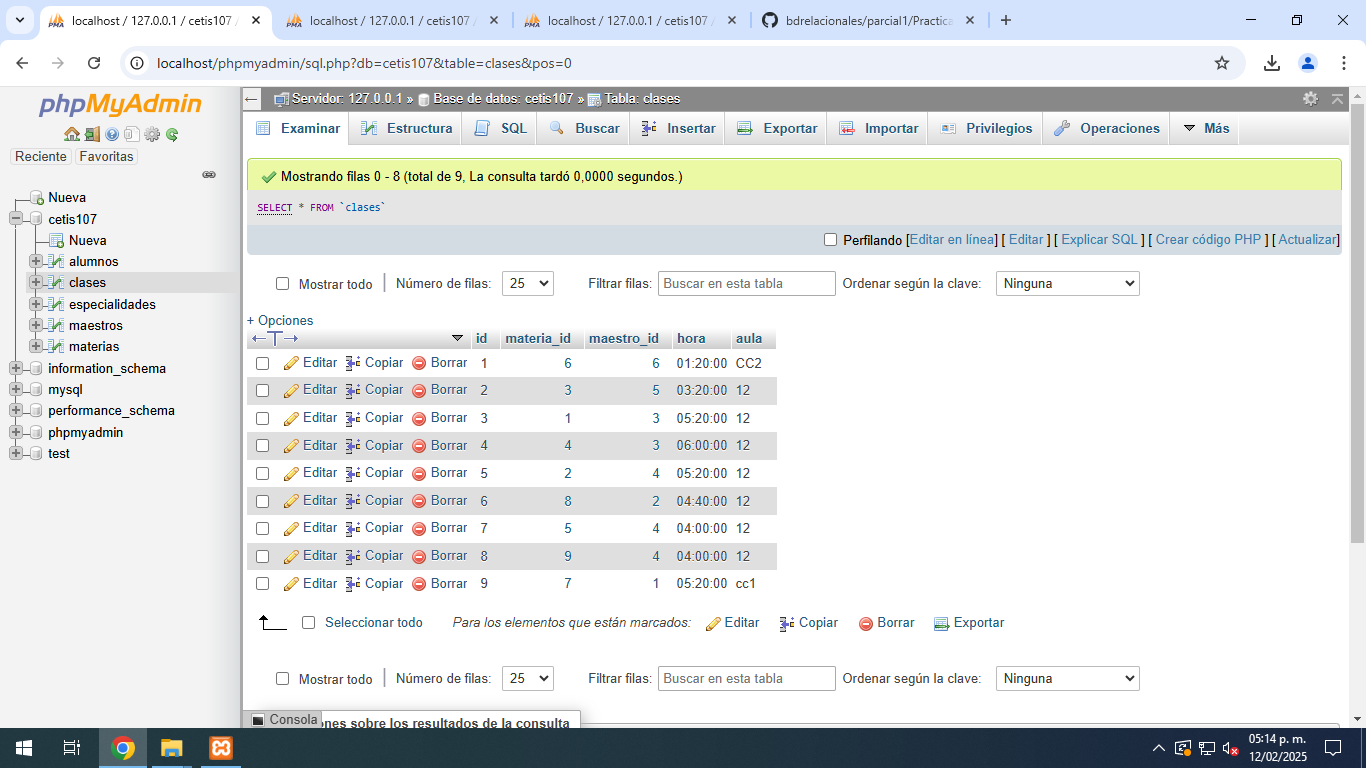 localhost / 127.0.0.1 / cetis107
localhost / 127.0.0.1 / cetis107
localhost / 127.0.0.1 / cetis107
bdrelacionales/parcial1/Practica
localhost/phpmyadmin/sql.php?db=cetis107&table=clases&pos=0
phpMyAdmin
Reciente Favoritas
Nueva
cetis107
Nueva
alumnos
clases
especialidades
maestros
materias
information_schema
mysql
performance_schema
phpmyadmin
test
Servidor: 127.0.0.1 » Base de datos: cetis107 » Tabla: clases
Examinar Estructura SQL Buscar Insertar Exportar Importar Privilegios Operaciones Más
Mostrando filas 0 - 8 (total de 9, La consulta tardó 0,0000 segundos.)
SELECT * FROM `clases`
Perfilando [Editar en línea] [ Editar ] [ Explicar SQL ] [ Crear código PHP ] [ Actualizar]
Mostrar todo Número de filas: 25 Filtrar filas: Buscar en esta tabla Ordenar según la clave: Ninguna
+ Opciones
id materia_id maestro_id hora aula
Editar Copiar Borrar 1 6 6 01:20:00 CC2
Editar Copiar Borrar 2 3 5 03:20:00 12
Editar Copiar Borrar 3 1 3 05:20:00 12
Editar Copiar Borrar 4 4 3 06:00:00 12
Editar Copiar Borrar 5 2 4 05:20:00 12
Editar Copiar Borrar 6 8 2 04:40:00 12
Editar Copiar Borrar 7 5 4 04:00:00 12
Editar Copiar Borrar 8 9 4 04:00:00 12
Editar Copiar Borrar 9 7 1 05:20:00 cc1
Seleccionar todo Para los elementos que están marcados: Editar Copiar Borrar Exportar
Mostrar todo Número de filas: 25 Filtrar filas: Buscar en esta tabla Ordenar según la clave: Ninguna
Consola
ones sobre los resultados de la consulta
05:14 p. m.
12/02/2025